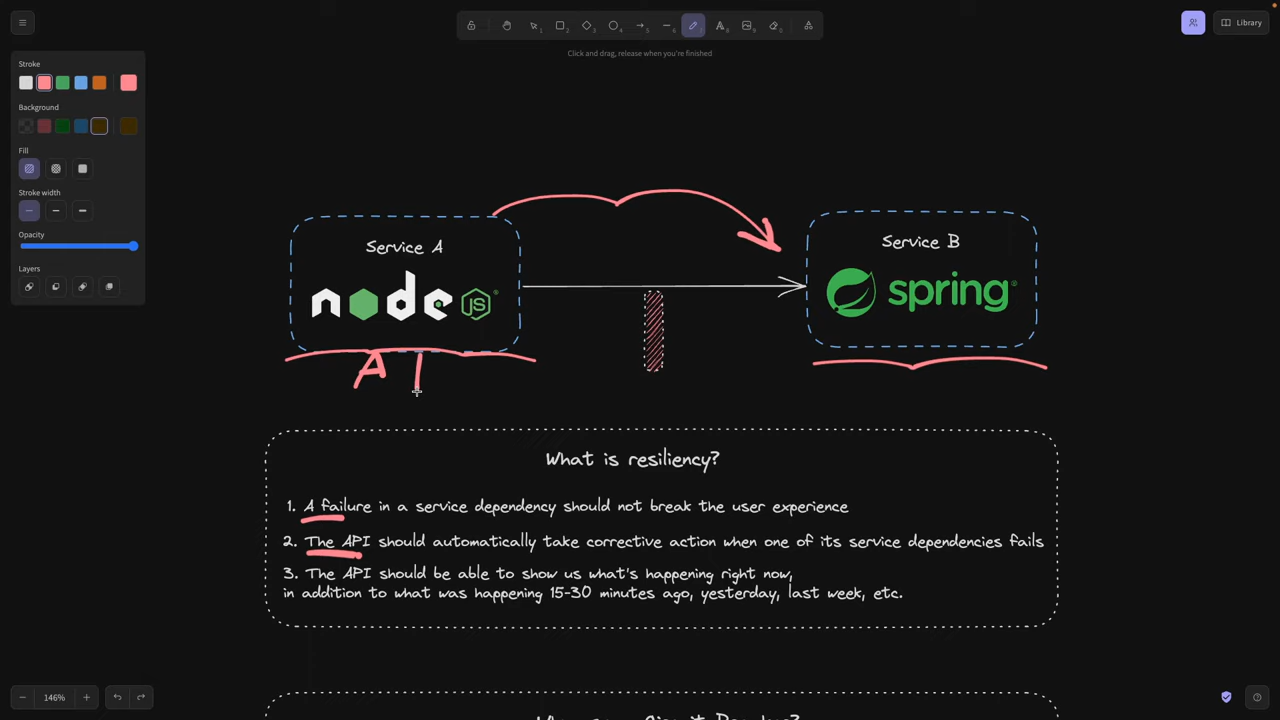 Library
Click and drag, release when you're finished
Stroke
Background
Fill
Stroke width
Opacity
Layers
Service A
node
JS
Service B
spring
A
What is resiliency?
1. A failure in a service dependency should not break the user experience
2. The API should automatically take corrective action when one of its service dependencies fails
3. The API should be able to show us what's happening right now,
in addition to what was happening 15-30 minutes ago, yesterday, last week, etc.
146%